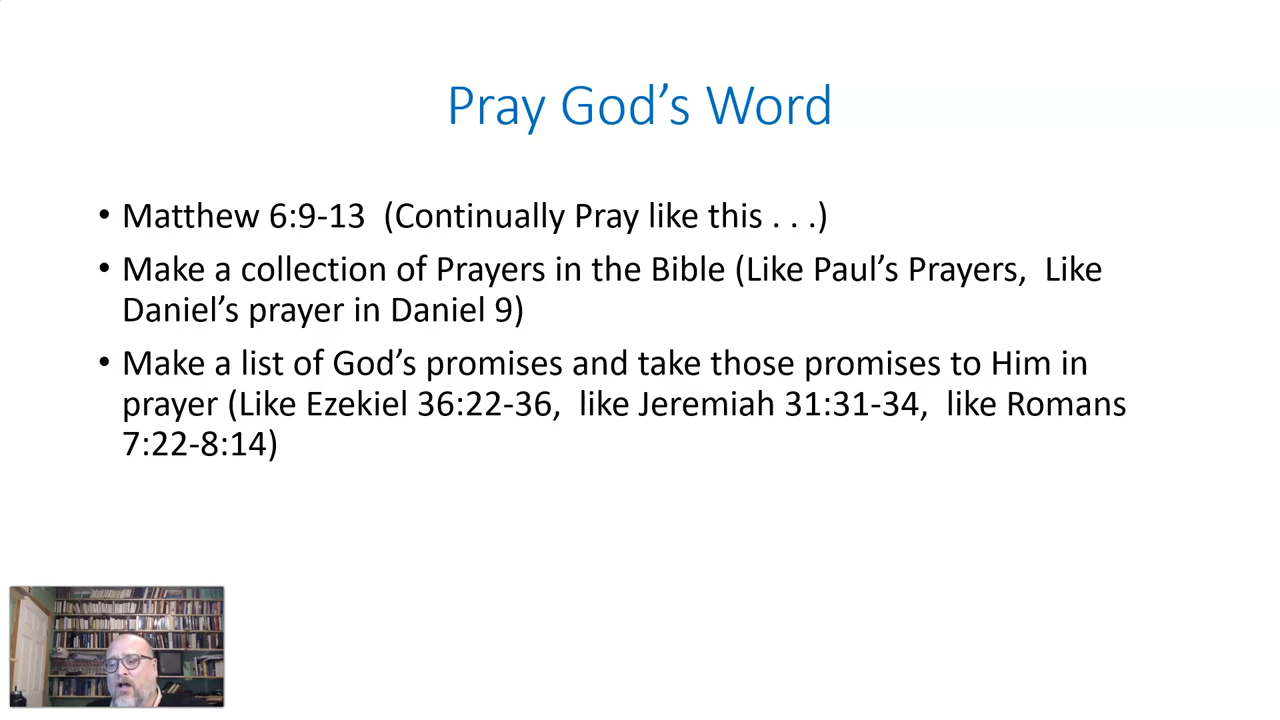 Pray God’s Word
• Matthew 6:9-13  (Continually Pray like this . . .)
• Make a collection of Prayers in the Bible (Like Paul’s Prayers,  Like
Daniel’s prayer in Daniel 9)
• Make a list of God’s promises and take those promises to Him in
prayer (Like Ezekiel 36:22-36,  like Jeremiah 31:31-34,  like Romans
7:22-8:14)